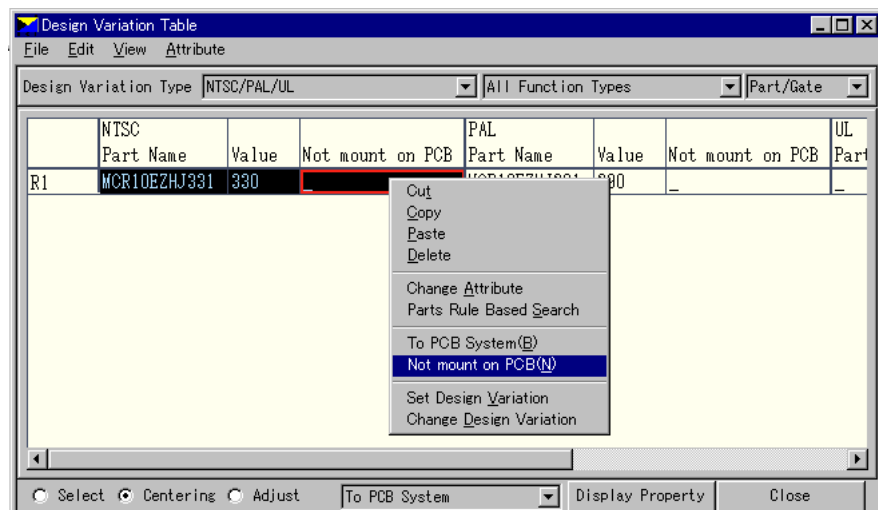 Design Variation Table
File Edit View Attribute
Design Variation Type NTSC/PAL/UL All Function Types Part/Gate
NTSC PAL UL
Part Name Value Not mount on PCB Part Name Value Not mount on PCB Part
R1 MCR10EZHJ331 330 _ _ _
Cut
Copy
Paste
Delete
Change Attribute
Parts Rule Based Search
To PCB System(B)
Not mount on PCB(N)
Set Design Variation
Change Design Variation
Select Centering Adjust To PCB System Display Property Close